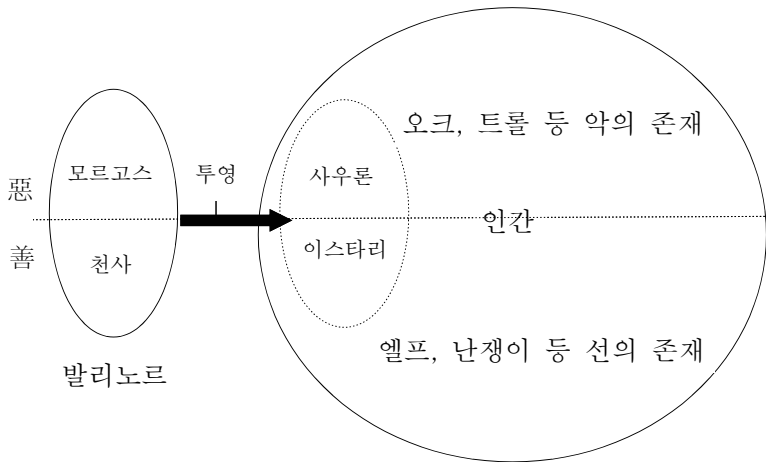 오크, 트롤 등 악의 존재
모르고스
투영
사우론
惡
인간
善
천사
이스타리
엘프, 난쟁이 등 선의 존재
발리노르